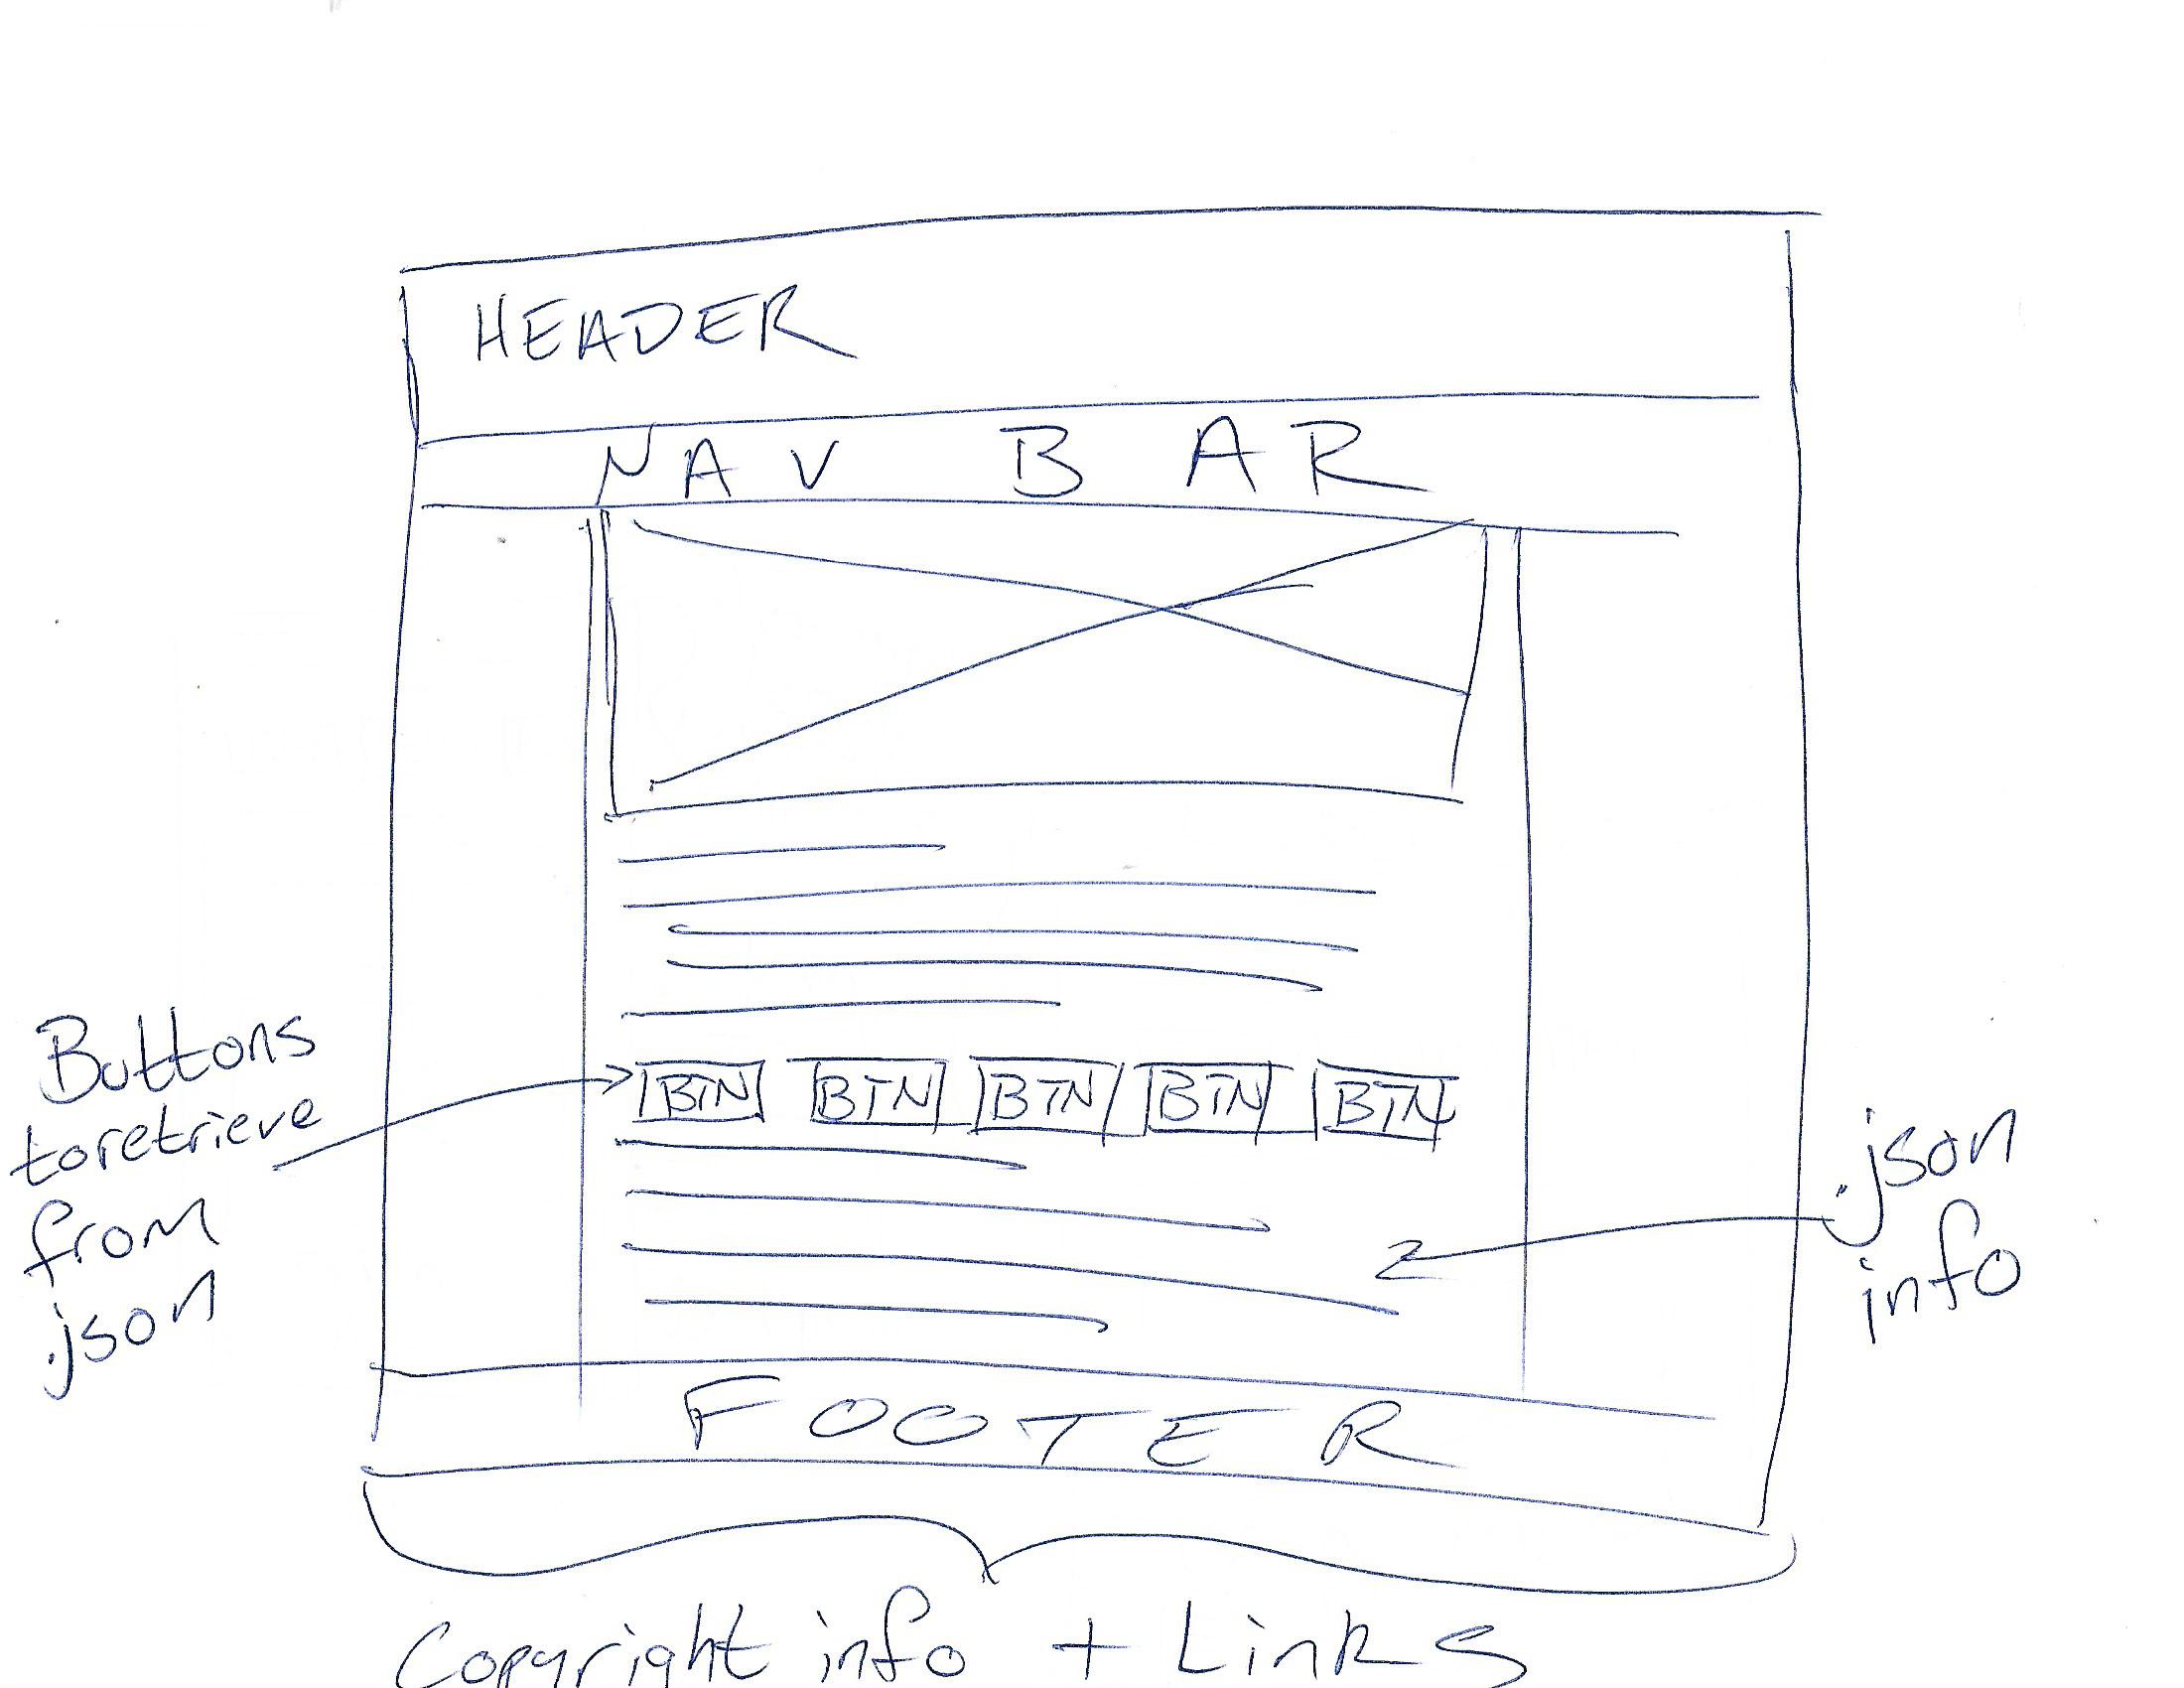 HEADER
NAV BAR
Buttons
toretrieve
from
.json
BTN BTN BTN BTN BTN
.json
info
FOOTER
Copyright info + Links